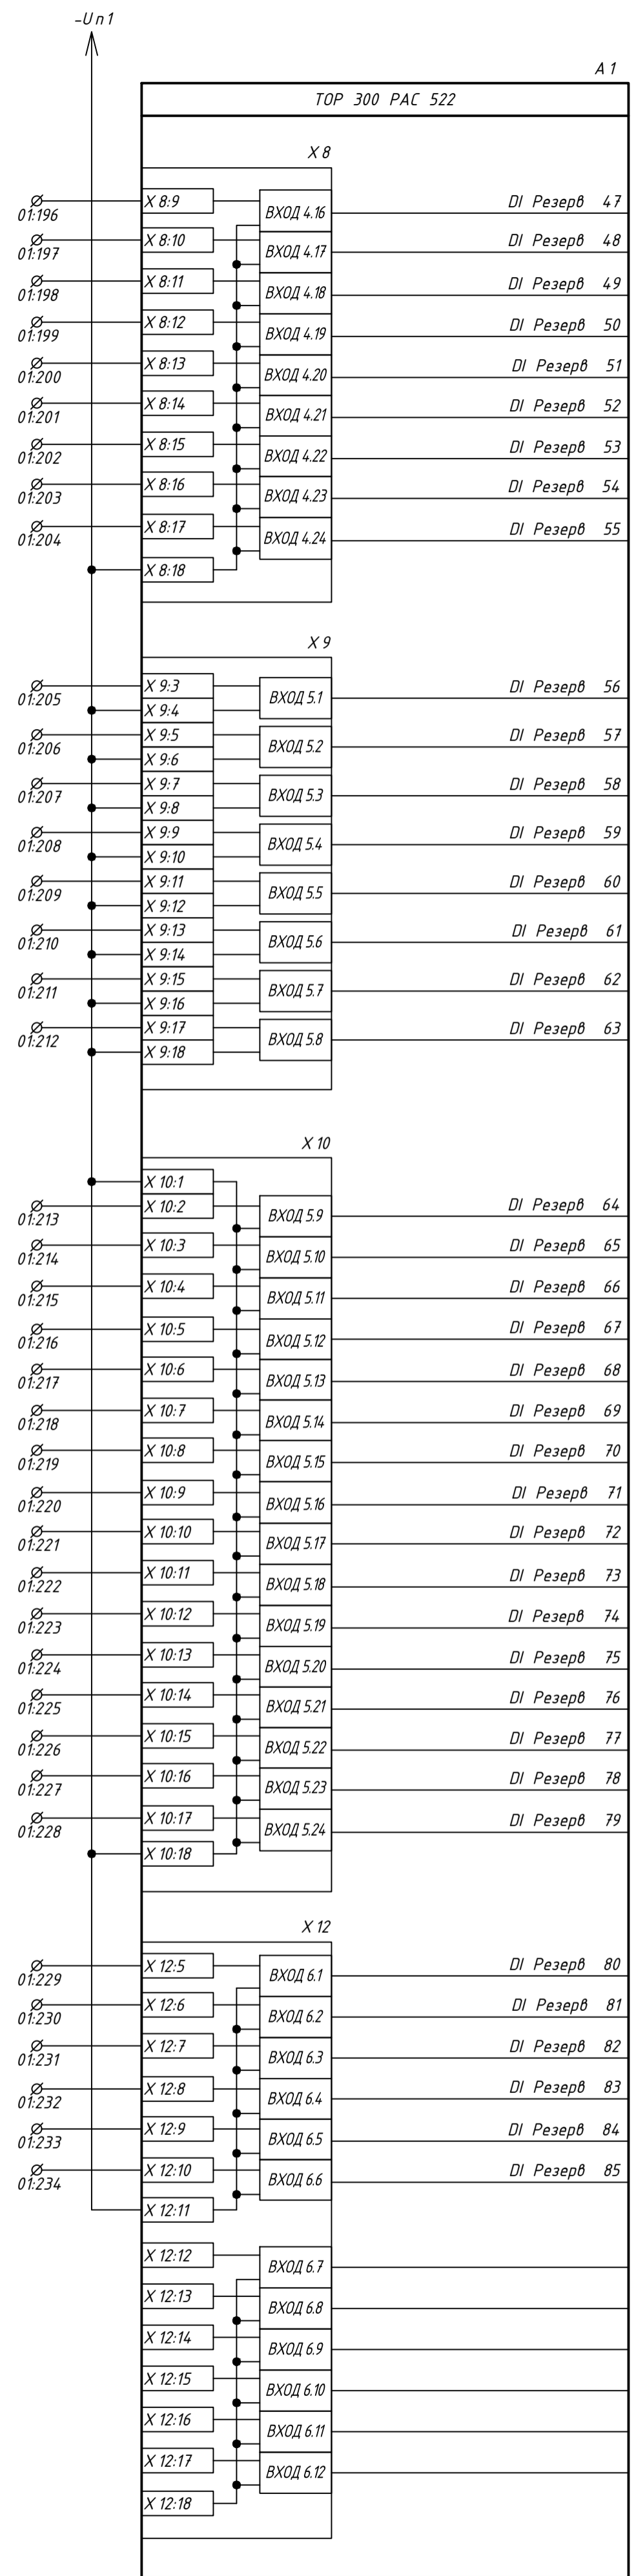 -Uп1
A1
ТОР 300 РАС 522
X8
X8:9 ВХОД 4.16 DI Резерв 47
01:196
X8:10 ВХОД 4.17 DI Резерв 48
01:197
X8:11 ВХОД 4.18 DI Резерв 49
01:198
X8:12 ВХОД 4.19 DI Резерв 50
01:199
X8:13 ВХОД 4.20 DI Резерв 51
01:200
X8:14 ВХОД 4.21 DI Резерв 52
01:201
X8:15 ВХОД 4.22 DI Резерв 53
01:202
X8:16 ВХОД 4.23 DI Резерв 54
01:203
X8:17 ВХОД 4.24 DI Резерв 55
01:204
X8:18
X9
X9:3 ВХОД 5.1 DI Резерв 56
01:205
X9:4
X9:5 ВХОД 5.2 DI Резерв 57
01:206
X9:6
X9:7 ВХОД 5.3 DI Резерв 58
01:207
X9:8
X9:9 ВХОД 5.4 DI Резерв 59
01:208
X9:10
X9:11 ВХОД 5.5 DI Резерв 60
01:209
X9:12
X9:13 ВХОД 5.6 DI Резерв 61
01:210
X9:14
X9:15 ВХОД 5.7 DI Резерв 62
01:211
X9:16
X9:17 ВХОД 5.8 DI Резерв 63
01:212
X9:18
X10
X10:1
X10:2 ВХОД 5.9 DI Резерв 64
01:213
X10:3 ВХОД 5.10 DI Резерв 65
01:214
X10:4 ВХОД 5.11 DI Резерв 66
01:215
X10:5 ВХОД 5.12 DI Резерв 67
01:216
X10:6 ВХОД 5.13 DI Резерв 68
01:217
X10:7 ВХОД 5.14 DI Резерв 69
01:218
X10:8 ВХОД 5.15 DI Резерв 70
01:219
X10:9 ВХОД 5.16 DI Резерв 71
01:220
X10:10 ВХОД 5.17 DI Резерв 72
01:221
X10:11 ВХОД 5.18 DI Резерв 73
01:222
X10:12 ВХОД 5.19 DI Резерв 74
01:223
X10:13 ВХОД 5.20 DI Резерв 75
01:224
X10:14 ВХОД 5.21 DI Резерв 76
01:225
X10:15 ВХОД 5.22 DI Резерв 77
01:226
X10:16 ВХОД 5.23 DI Резерв 78
01:227
X10:17 ВХОД 5.24 DI Резерв 79
01:228
X10:18
X12
X12:5 ВХОД 6.1 DI Резерв 80
01:229
X12:6 ВХОД 6.2 DI Резерв 81
01:230
X12:7 ВХОД 6.3 DI Резерв 82
01:231
X12:8 ВХОД 6.4 DI Резерв 83
01:232
X12:9 ВХОД 6.5 DI Резерв 84
01:233
X12:10 ВХОД 6.6 DI Резерв 85
01:234
X12:11
X12:12 ВХОД 6.7
X12:13 ВХОД 6.8
X12:14 ВХОД 6.9
X12:15 ВХОД 6.10
X12:16 ВХОД 6.11
X12:17 ВХОД 6.12
X12:18